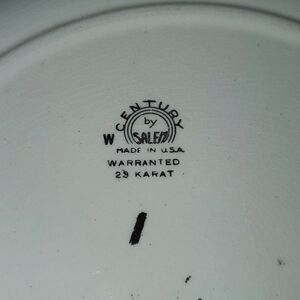 CENTURY
by
W SALEM
MADE IN U.S.A.
WARRANTED
23 KARAT